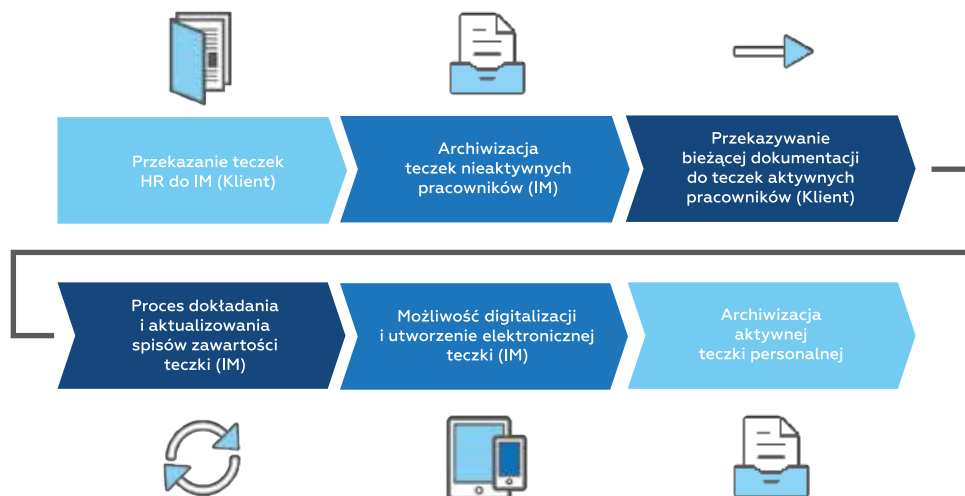 Przekazanie teczek
HR do IM (Klient)
Archiwizacja
teczek nieaktywnych
pracowników (IM)
Przekazywanie
bieżącej dokumentacji
do teczek aktywnych
pracowników (Klient)
Proces dokładania
i aktualizowania
spisów zawartości
teczki (IM)
Możliwość digitalizacji
i utworzenie elektronicznej
teczki (IM)
Archiwizacja
aktywnej
teczki personalnej